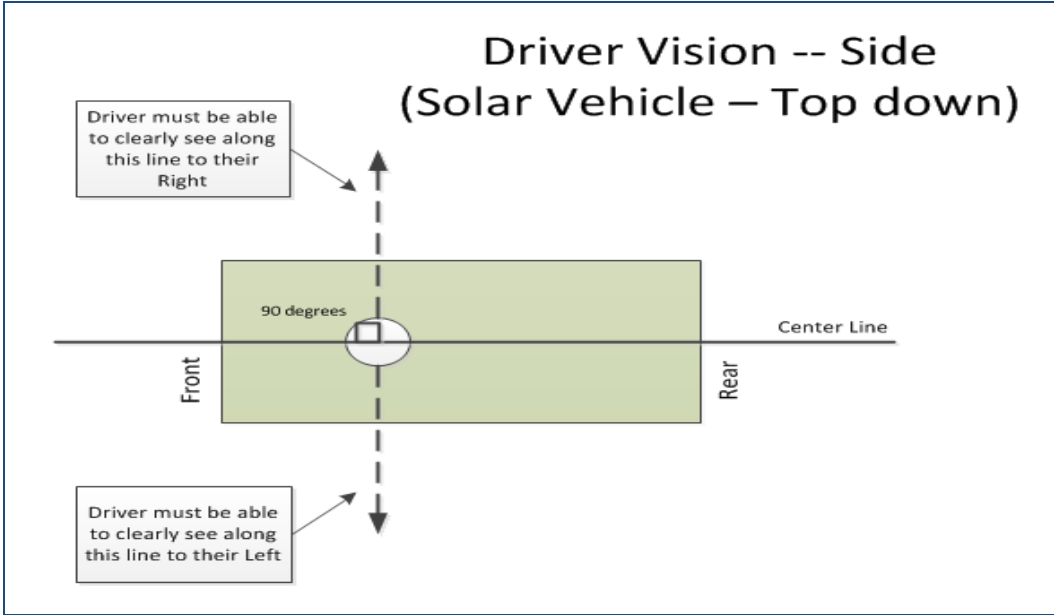 Driver Vision -- Side
(Solar Vehicle – Top down)
Driver must be able
to clearly see along
this line to their
Right
90 degrees
Center Line
Front
Rear
Driver must be able
to clearly see along
this line to their Left